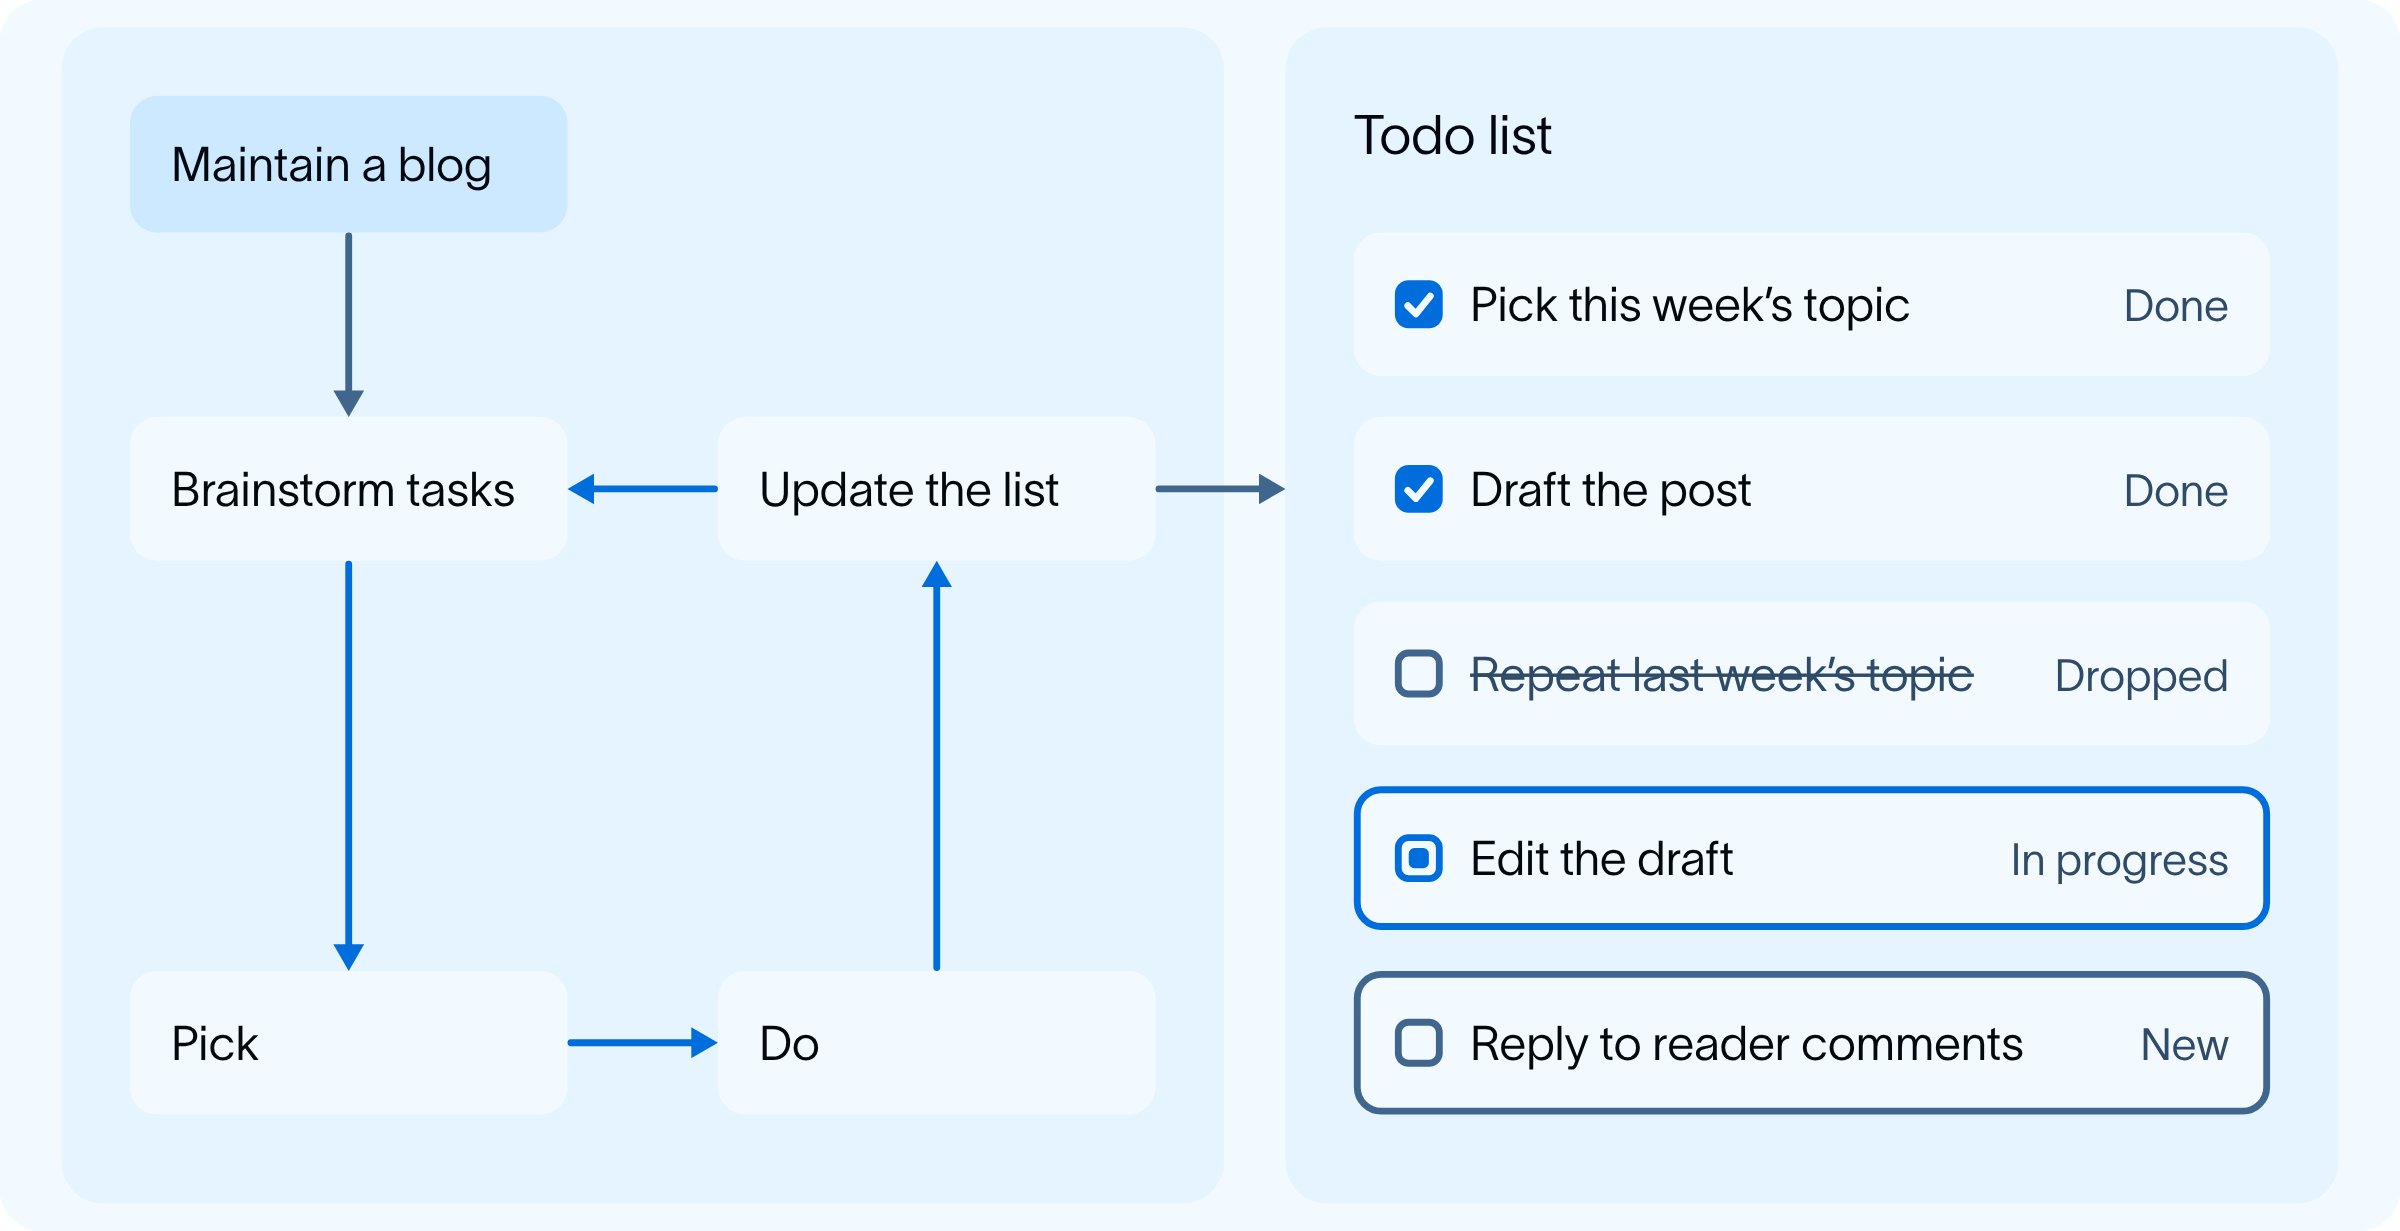 Maintain a blog
Brainstorm tasks
Update the list
Pick
Do
Todo list
Pick this week’s topic Done
Draft the post Done
Repeat last week’s topic Dropped
Edit the draft In progress
Reply to reader comments New